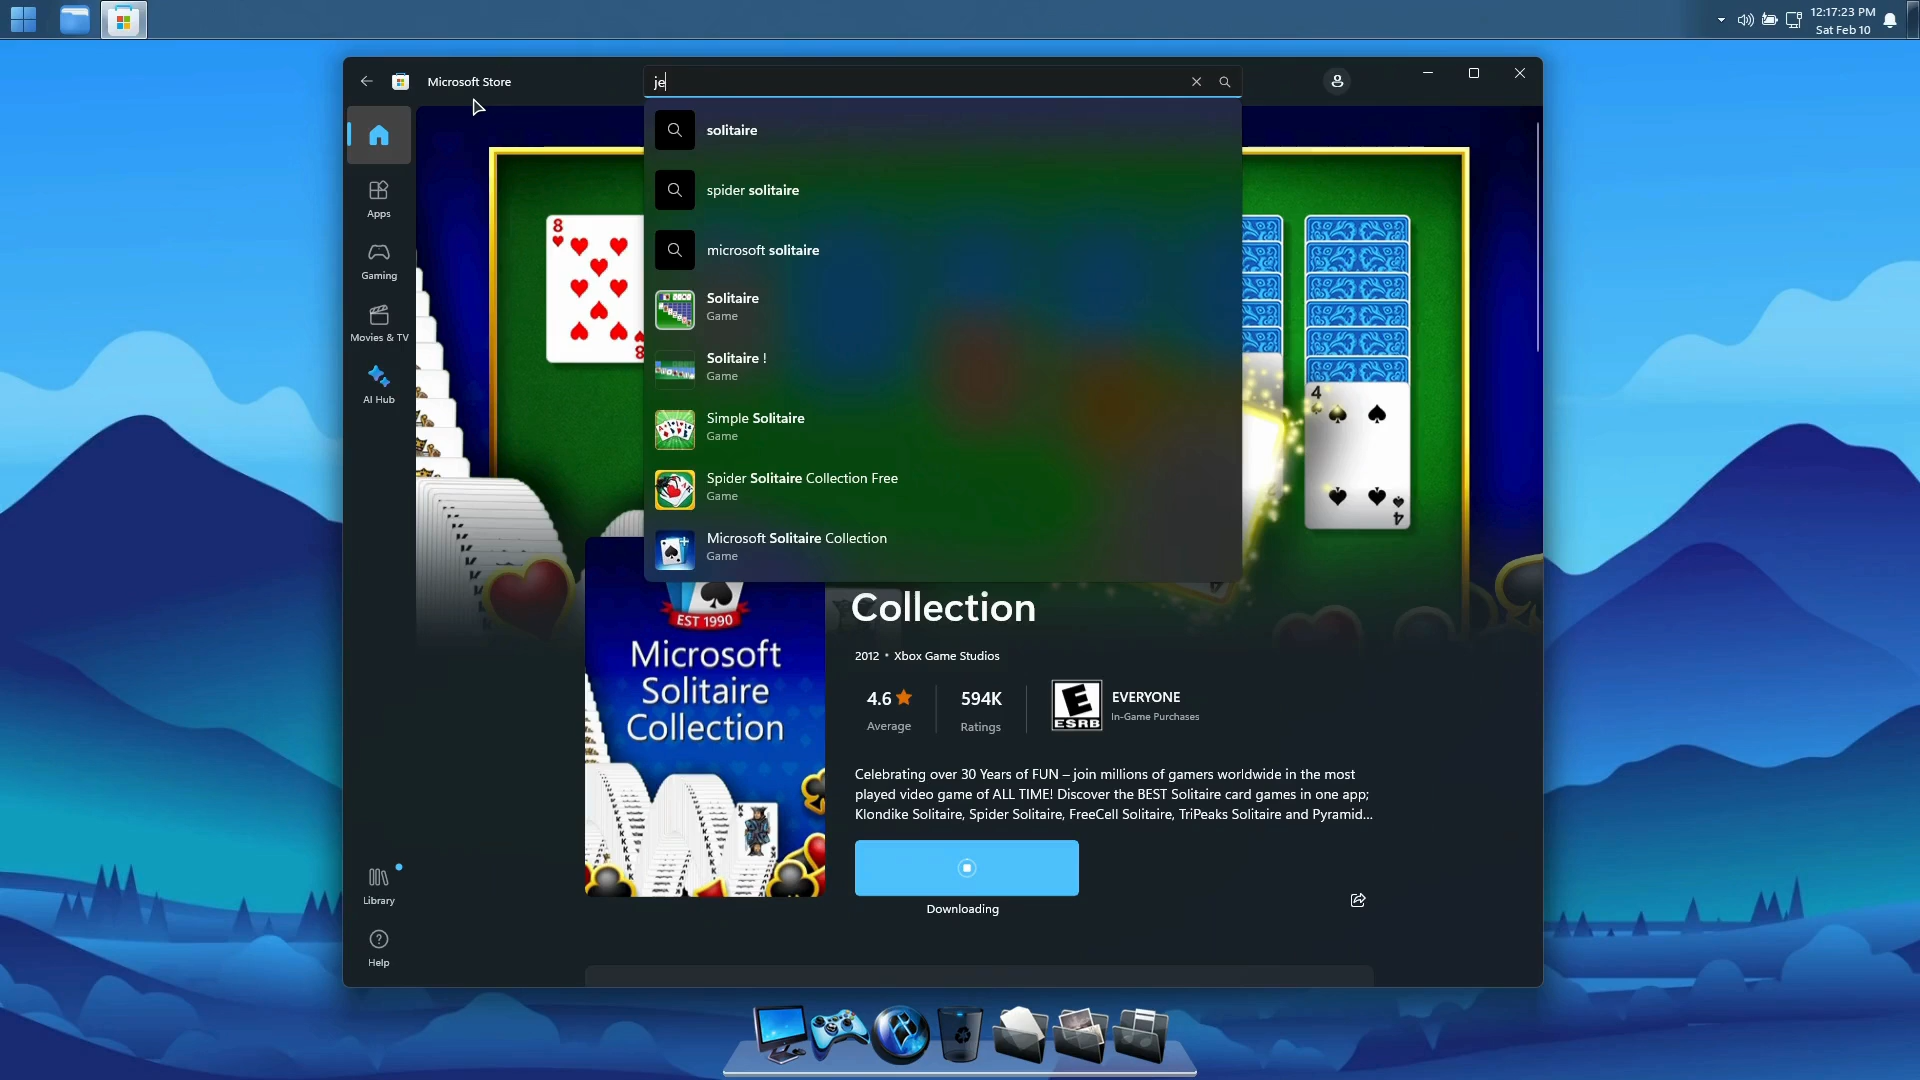 12:17:23 PM
Sat Feb 10
Microsoft Store
je
solitaire
spider solitaire
microsoft solitaire
Solitaire
Game
Solitaire !
Game
Simple Solitaire
Game
Spider Solitaire Collection Free
Game
Microsoft Solitaire Collection
Game
Apps
Gaming
Movies & TV
AI Hub
Library
Help
8
8
4
4
EST 1990
Microsoft
Solitaire
Collection
K
Collection
2012 • Xbox Game Studios
4.6
Average
594K
Ratings
E
ESRB
EVERYONE
In-Game Purchases
Celebrating over 30 Years of FUN – join millions of gamers worldwide in the most
played video game of ALL TIME! Discover the BEST Solitaire card games in one app;
Klondike Solitaire, Spider Solitaire, FreeCell Solitaire, TriPeaks Solitaire and Pyramid...
Downloading